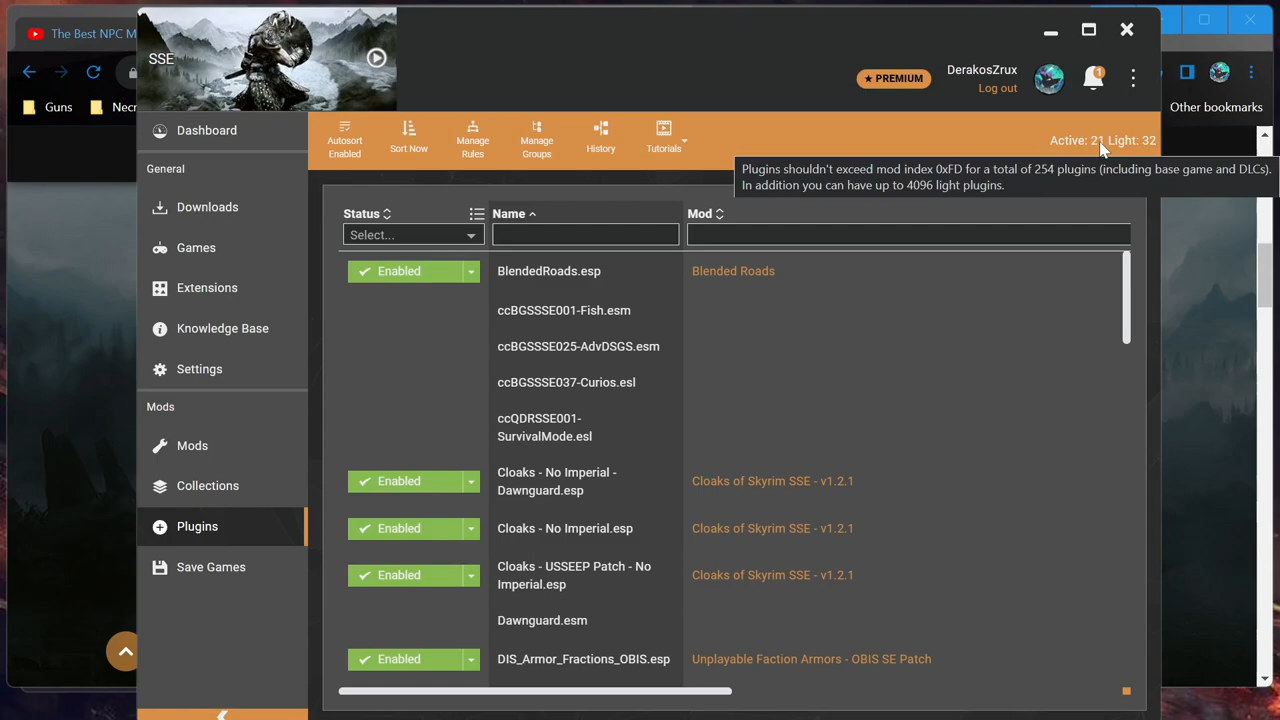 The Best NPC M
Guns
Necr
Other bookmarks
SSE
PREMIUM
DerakosZrux
Log out
1
Dashboard
General
Downloads
Games
Extensions
Knowledge Base
Settings
Mods
Mods
Collections
Plugins
Save Games
Autosort
Enabled
Sort Now
Manage
Rules
Manage
Groups
History
Tutorials
Active: 21 Light: 32
Plugins shouldn't exceed mod index 0xFD for a total of 254 plugins (including base game and DLCs).
In addition you can have up to 4096 light plugins.
Status Name Mod
Select...
Enabled BlendedRoads.esp Blended Roads
ccBGSSSE001-Fish.esm
ccBGSSSE025-AdvDSGS.esm
ccBGSSSE037-Curios.esl
ccQDRSSE001-
SurvivalMode.esl
Cloaks - No Imperial -
Enabled Dawnguard.esp Cloaks of Skyrim SSE - v1.2.1
Enabled Cloaks - No Imperial.esp Cloaks of Skyrim SSE - v1.2.1
Cloaks - USSEEP Patch - No
Enabled Imperial.esp Cloaks of Skyrim SSE - v1.2.1
Dawnguard.esm
Enabled DIS_Armor_Fractions_OBIS.esp Unplayable Faction Armors - OBIS SE Patch